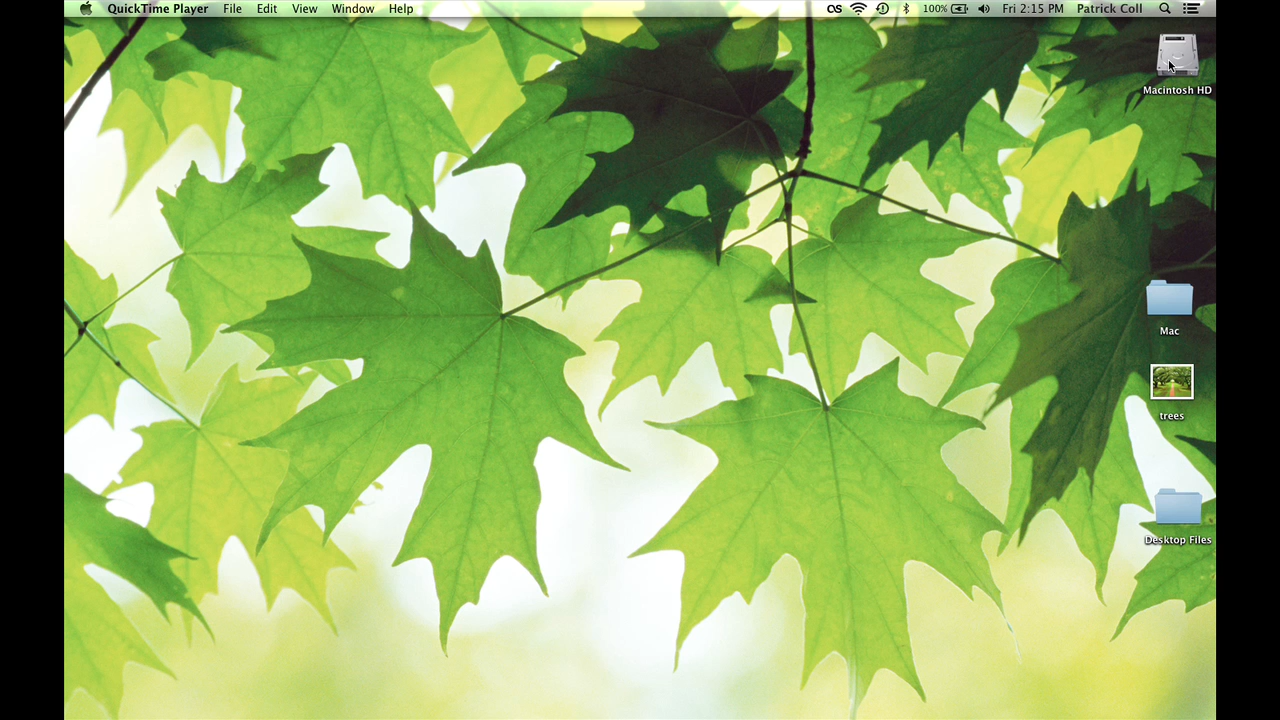 QuickTime Player File Edit View Window Help 100% Fri 2:15 PM Patrick Coll
Macintosh HD
Mac
trees
Desktop Files